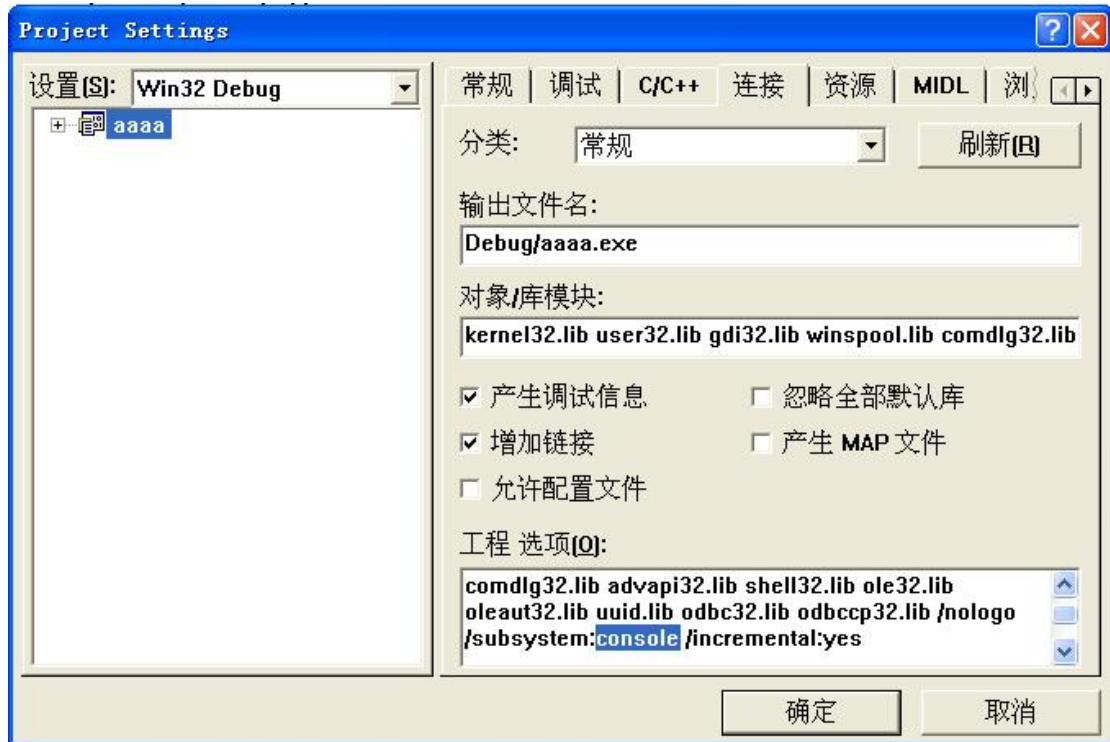 Project Settings
设置(S): Win32 Debug
aaaa
常规 调试 C/C++ 连接 资源 MIDL 浏
分类: 常规 刷新(R)
输出文件名:
Debug/aaaa.exe
对象/库模块:
kernel32.lib user32.lib gdi32.lib winspool.lib comdlg32.lib
产生调试信息 忽略全部默认库
增加链接 产生 MAP 文件
允许配置文件
工程 选项(O):
comdlg32.lib advapi32.lib shell32.lib ole32.lib
oleaut32.lib uuid.lib odbc32.lib odbccp32.lib /nologo
/subsystem:console /incremental:yes
确定 取消